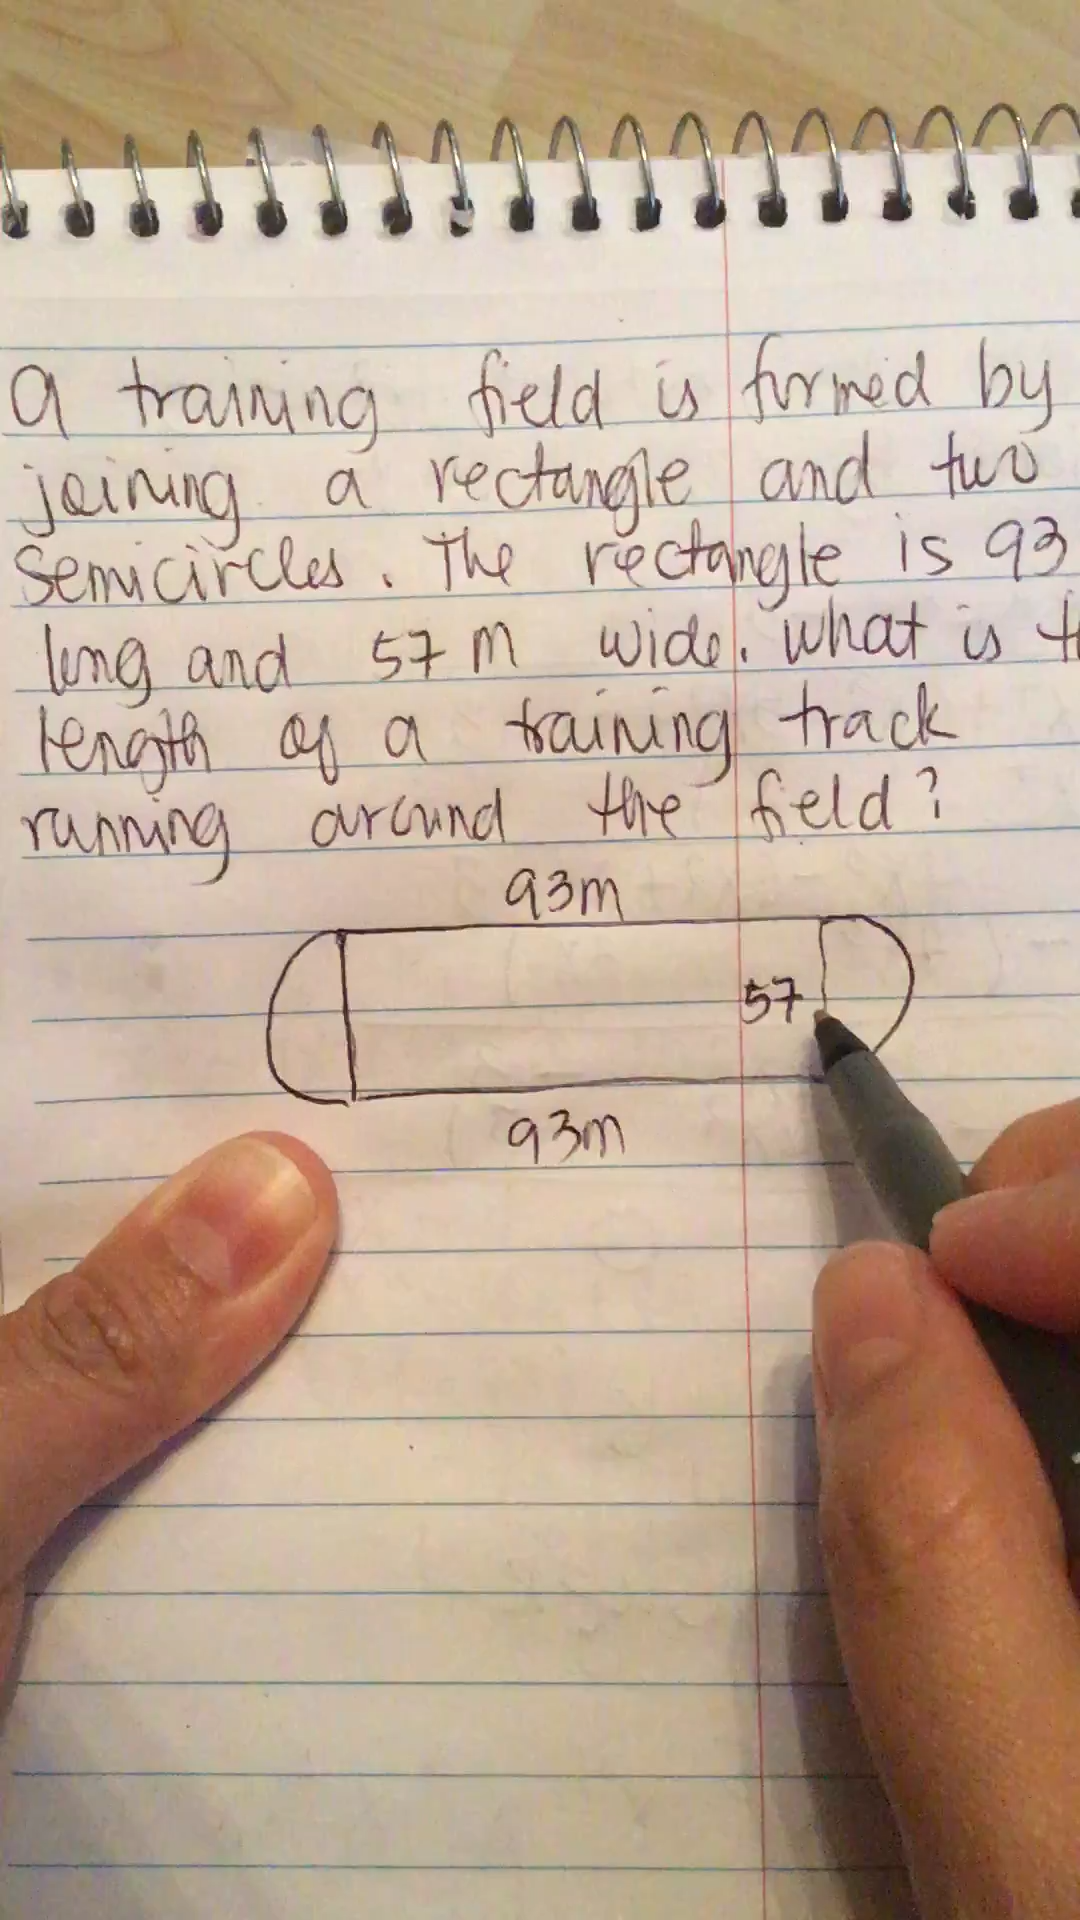 A training field is formed by
joining a rectangle and two
semicircles. The rectangle is 93
long and 57 m wide. what is
length of a training track
running around the field?
93m
57
93m